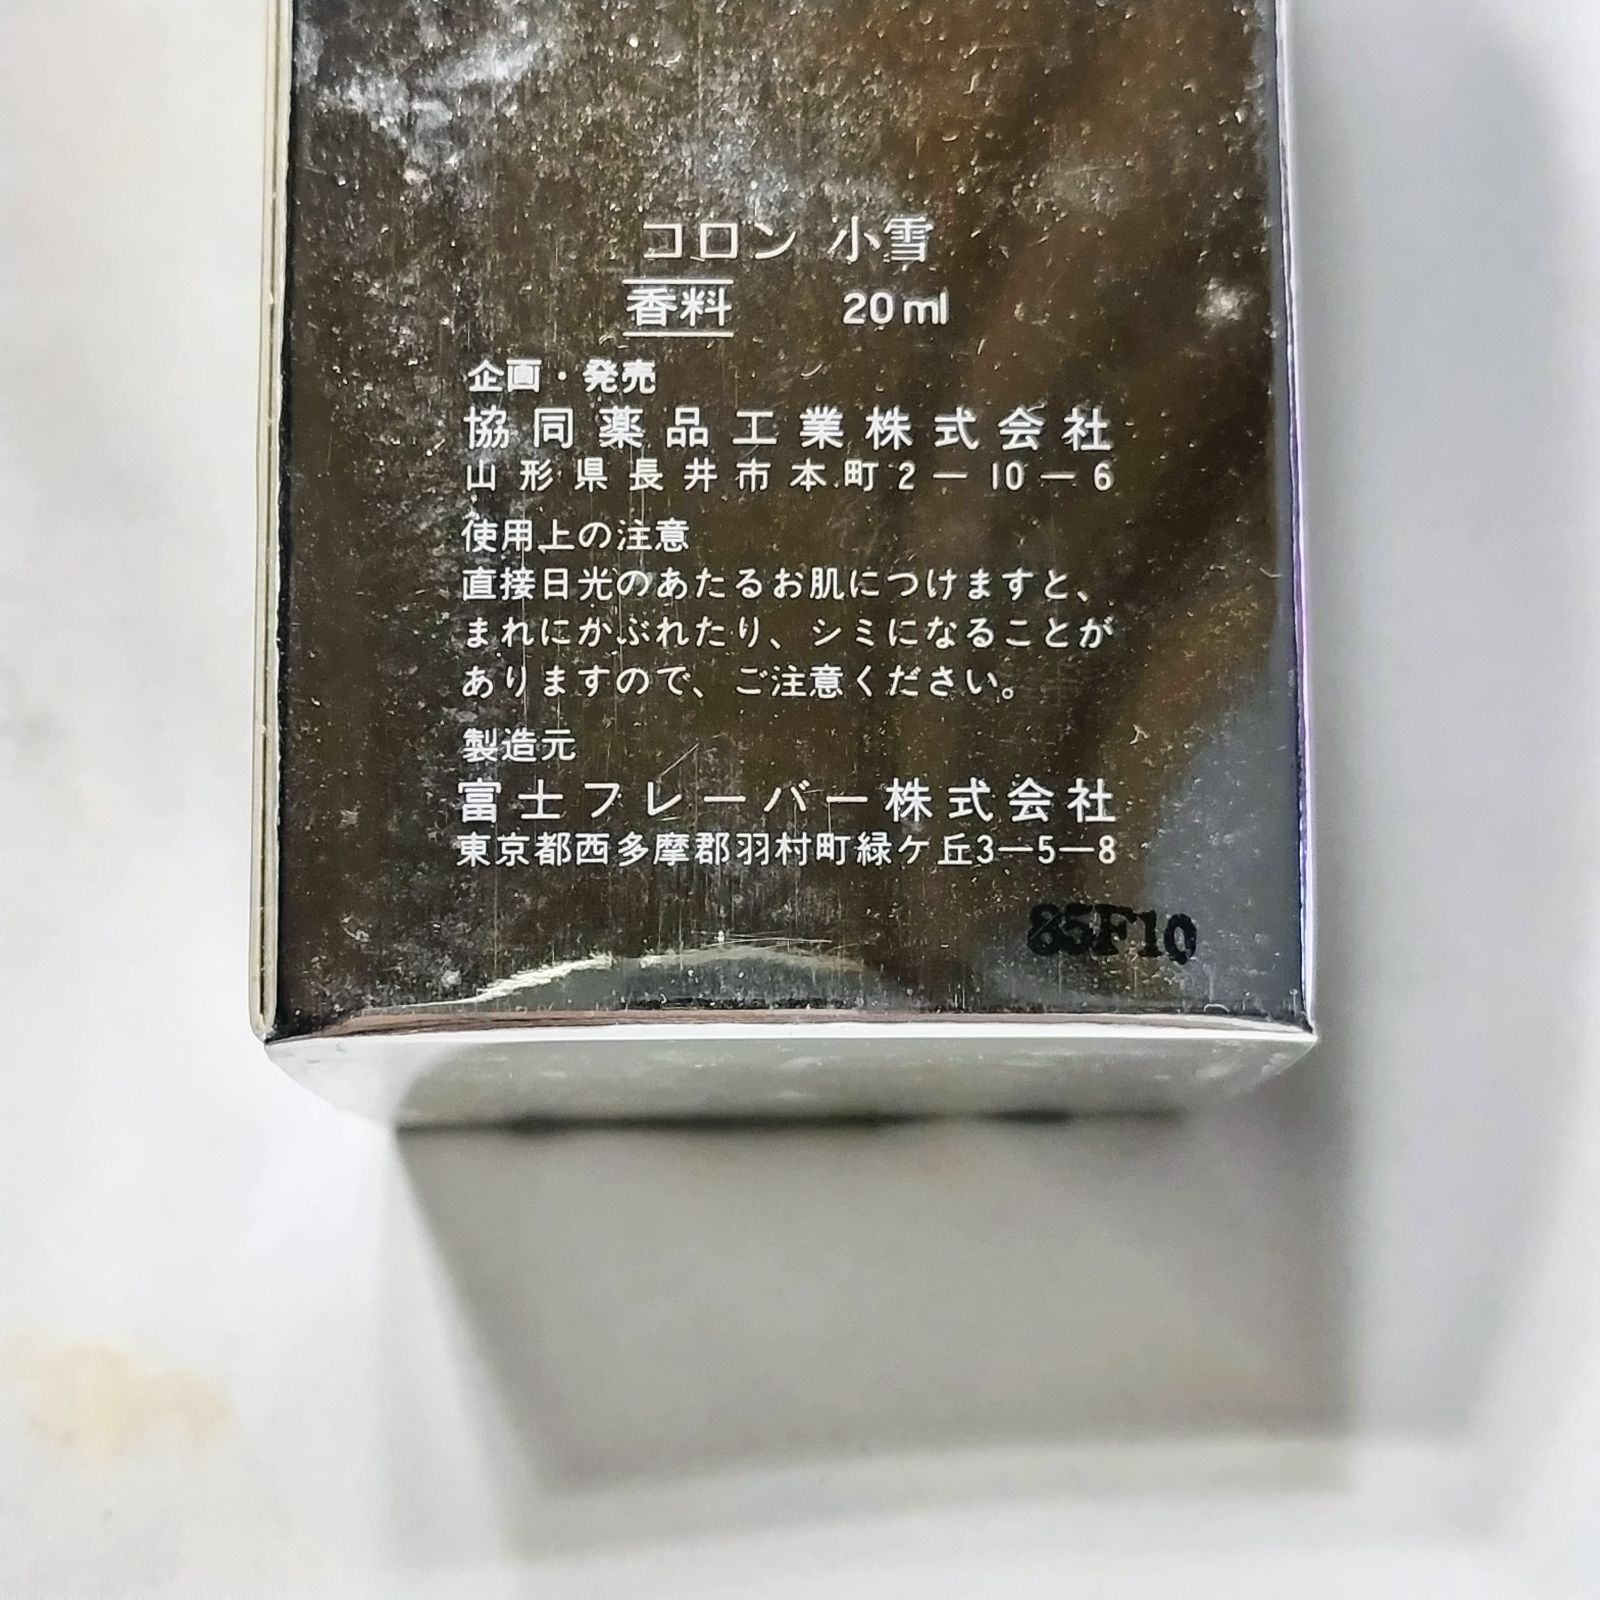 コロン 小雪
香料 20ml
企画・発売
協同薬品工業株式会社
山形県長井市本町2-10-6
使用上の注意
直接日光のあたるお肌につけますと、
まれにかぶれたり、シミになることが
ありますので、ご注意ください。
製造元
富士フレーバー株式会社
東京都西多摩郡羽村町緑ケ丘3-5-8
85F10